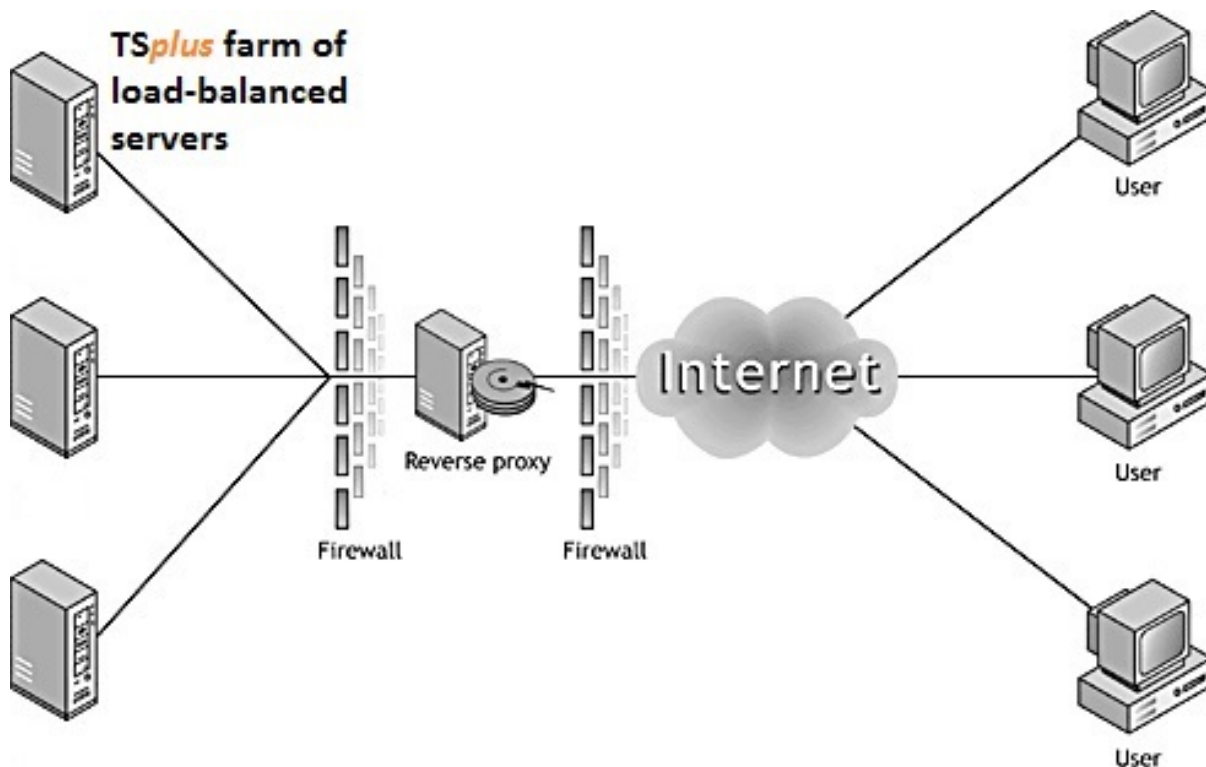 TSplus farm of
load-balanced
servers
User
Internet
User
Reverse proxy
Firewall
Firewall
User